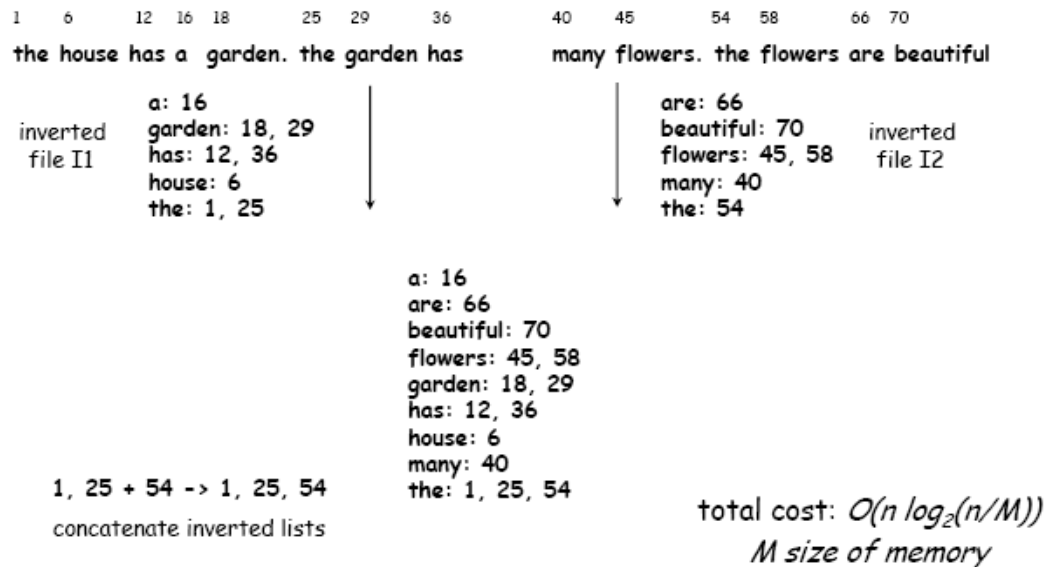 1 6 12 16 18 25 29 36 40 45 54 58 66 70
the house has a garden. the garden has many flowers. the flowers are beautiful
inverted
file I1
a: 16
garden: 18, 29
has: 12, 36
house: 6
the: 1, 25
are: 66
beautiful: 70
flowers: 45, 58
many: 40
the: 54
inverted
file I2
a: 16
are: 66
beautiful: 70
flowers: 45, 58
garden: 18, 29
has: 12, 36
house: 6
many: 40
the: 1, 25, 54
1, 25 + 54 -> 1, 25, 54
concatenate inverted lists
total cost: O(n log₂(n/M))
M size of memory